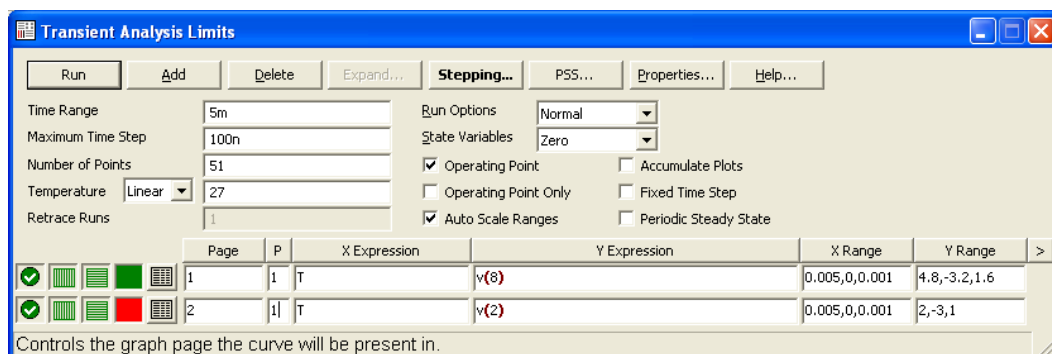 Transient Analysis Limits
Run Add Delete Expand... Stepping... PSS... Properties... Help...
Time Range 5m Run Options Normal
Maximum Time Step 100n State Variables Zero
Number of Points 51 Operating Point Accumulate Plots
Temperature Linear 27 Operating Point Only Fixed Time Step
Retrace Runs 1 Auto Scale Ranges Periodic Steady State
Page P X Expression Y Expression X Range Y Range >
1 1 T v(8) 0.005,0,0.001 4.8,-3.2,1.6
2 1 T v(2) 0.005,0,0.001 2,-3,1
Controls the graph page the curve will be present in.